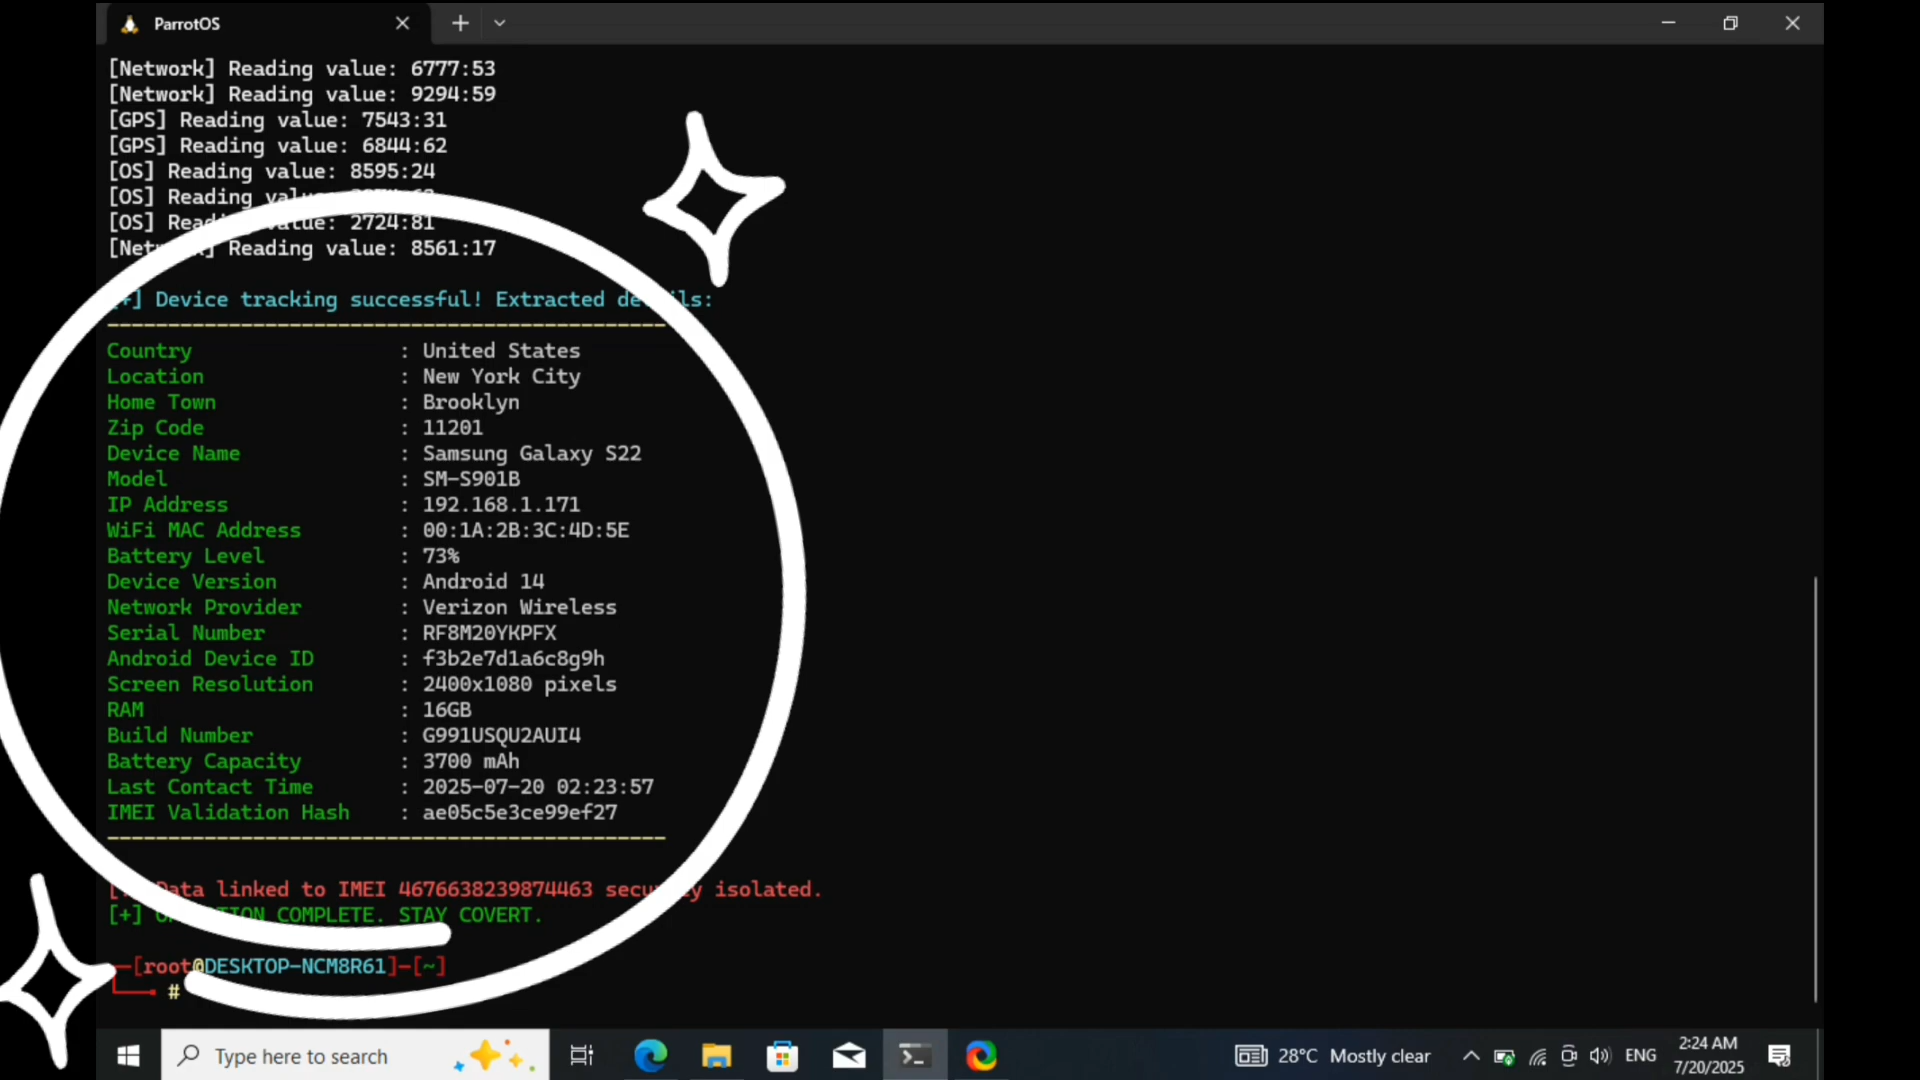 ParrotOS
[Network] Reading value: 6777:53
[Network] Reading value: 9294:59
[GPS] Reading value: 7543:31
[GPS] Reading value: 6844:62
[OS] Reading value: 8595:24
[OS] Reading
[OS] Reading value: 2724:81
[Network] Reading value: 8561:17
[+] Device tracking successful! Extracted details:
Country : United States
Location : New York City
Home Town : Brooklyn
Zip Code : 11201
Device Name : Samsung Galaxy S22
Model : SM-S901B
IP Address : 192.168.1.171
WiFi MAC Address : 00:1A:2B:3C:4D:5E
Battery Level : 73%
Device Version : Android 14
Network Provider : Verizon Wireless
Serial Number : RF8M20YKPFX
Android Device ID : f3b2e7d1a6c8g9h
Screen Resolution : 2400x1080 pixels
RAM : 16GB
Build Number : G991USQU2AUI4
Battery Capacity : 3700 mAh
Last Contact Time : 2025-07-20 02:23:57
IMEI Validation Hash : ae05c5e3ce99ef27
Data linked to IMEI 4676638239874463 securely isolated.
[+] OPERATION COMPLETE. STAY COVERT.
[root@DESKTOP-NCM8R61]-[~]
#
Type here to search
28°C Mostly clear
ENG
2:24 AM
7/20/2025